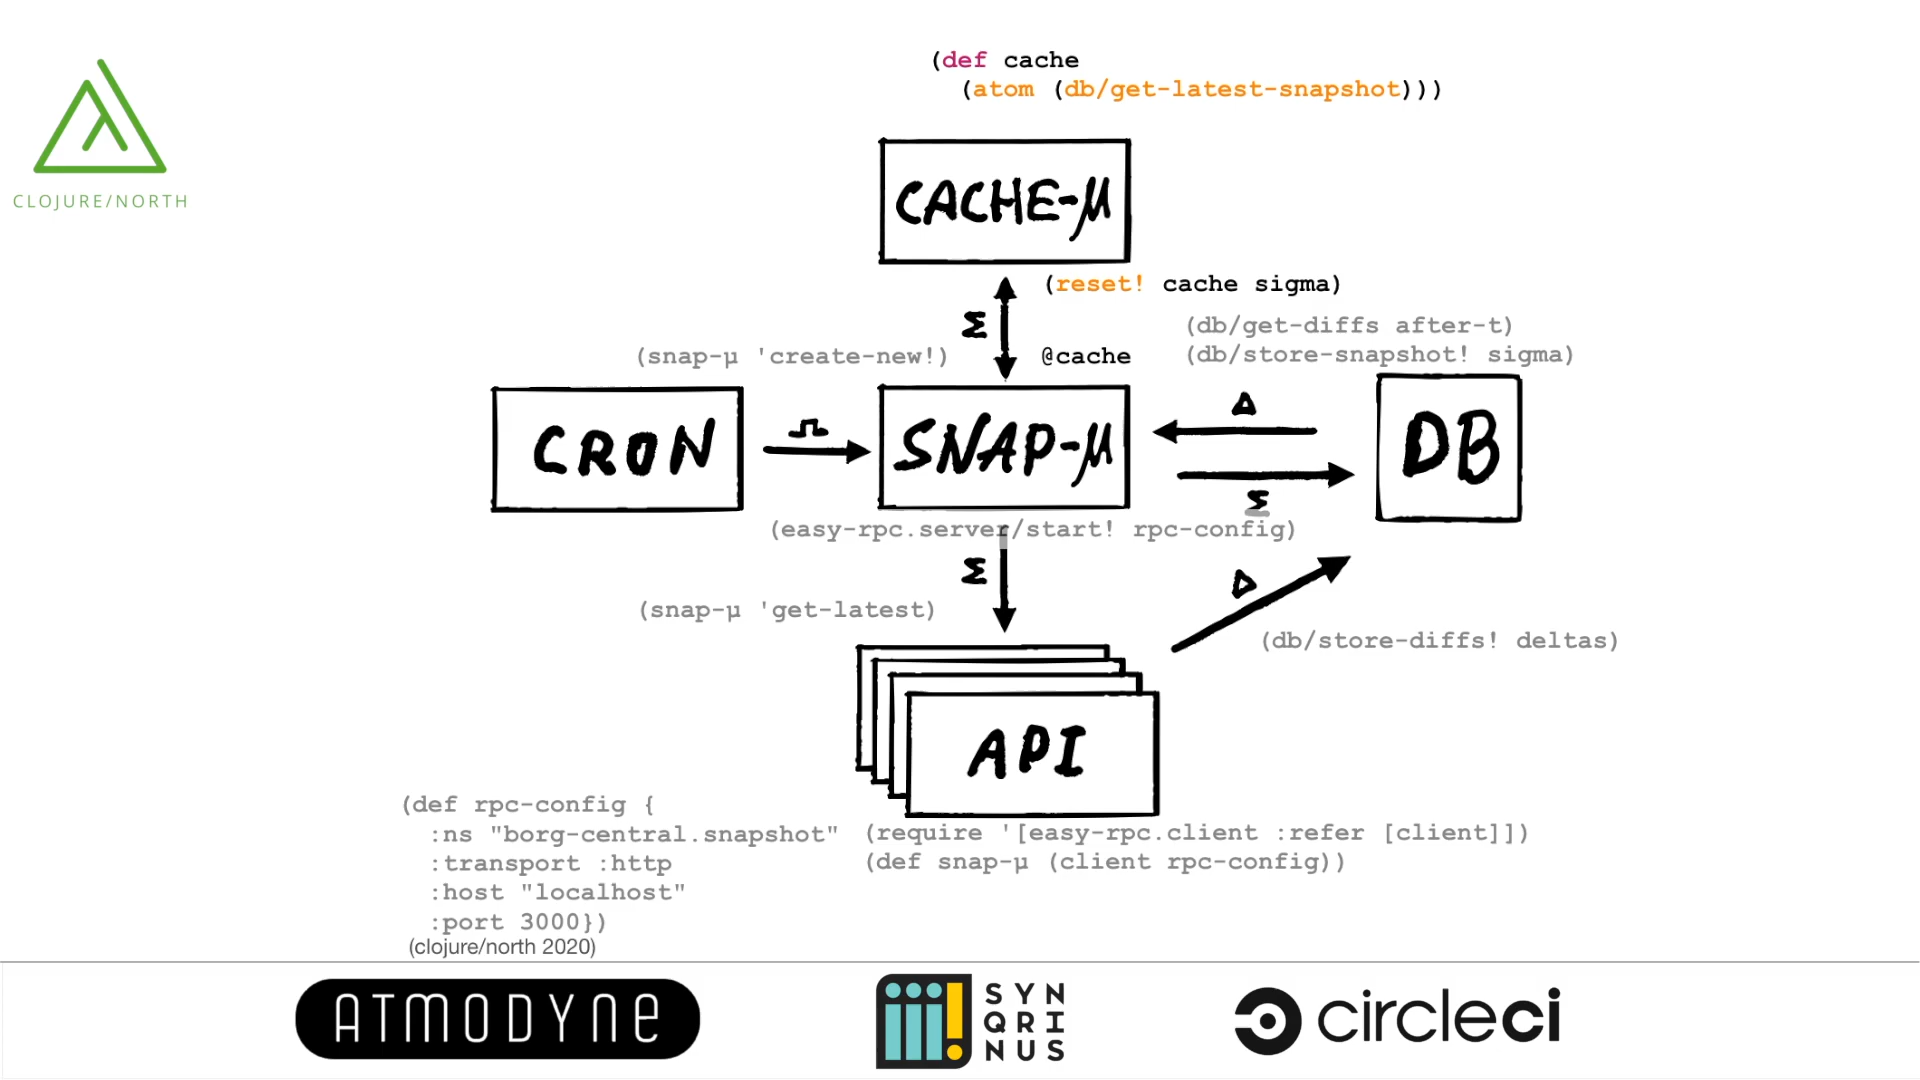 (def cache
(atom (db/get-latest-snapshot)))
CLOJURE/NORTH
CACHE-μ
(reset! cache sigma)
Σ
(db/get-diffs after-t)
(snap-μ 'create-new!)
@cache
(db/store-snapshot! sigma)
Δ
CRON
SNAP-μ
DB
Σ
(easy-rpc.server/start! rpc-config)
Σ
Δ
(snap-μ 'get-latest)
(db/store-diffs! deltas)
API
(def rpc-config {
:ns "borg-central.snapshot"
:transport :http
:host "localhost"
:port 3000})
(require '[easy-rpc.client :refer [client]])
(def snap-μ (client rpc-config))
(clojure/north 2020)
ATMODYNE
SYN
QRI
NUS
circleci